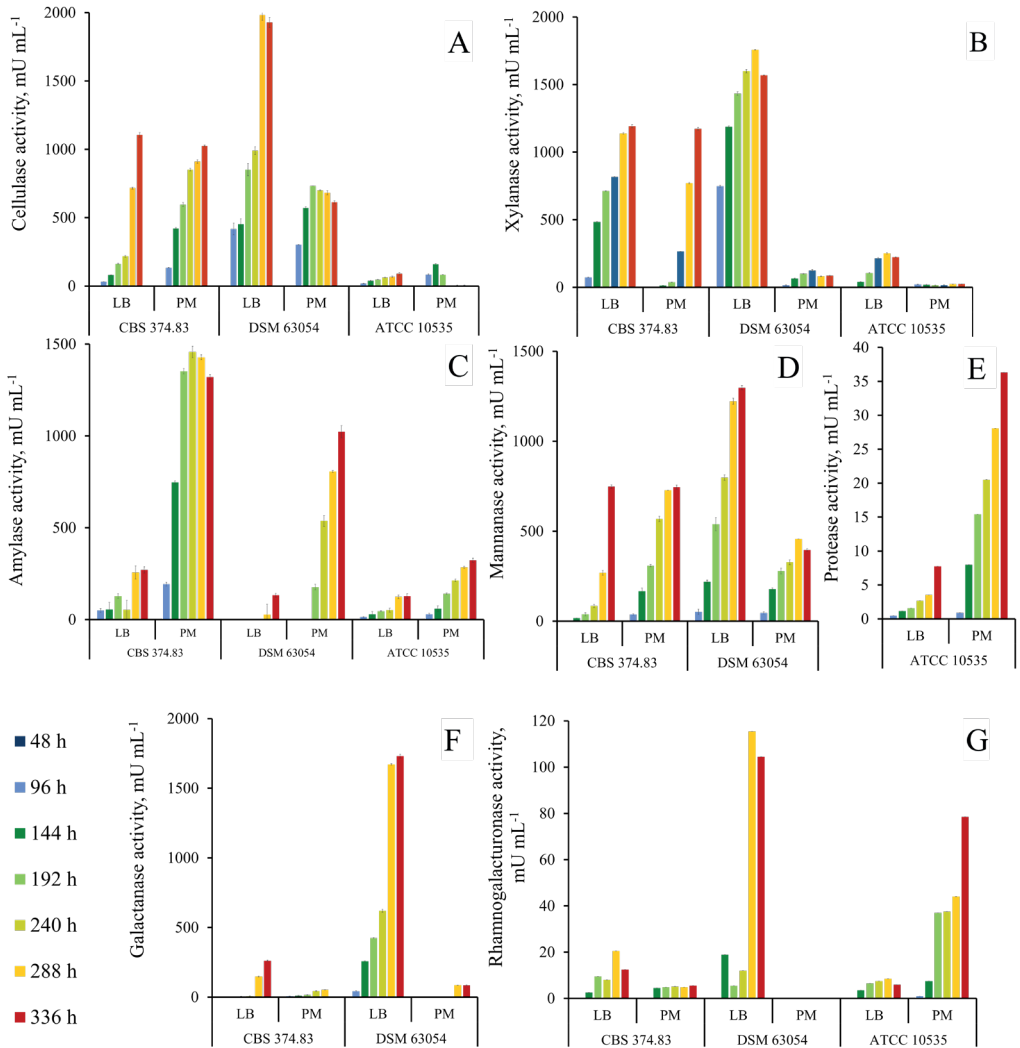 A
Cellulase activity, mU mL-1
2000
1500
1000
500
0
LB PM LB PM LB PM
CBS 374.83 DSM 63054 ATCC 10535
B
Xylanase activity, mU mL-1
2000
1500
1000
500
0
LB PM LB PM LB PM
CBS 374.83 DSM 63054 ATCC 10535
C
Amylase activity, mU mL-1
1500
1000
500
0
LB PM LB PM LB PM
CBS 374.83 DSM 63054 ATCC 10535
D
Mannanase activity, mU mL-1
1500
1000
500
0
LB PM LB PM
CBS 374.83 DSM 63054
E
Protease activity, mU mL-1
40
35
30
25
20
15
10
5
0
LB PM
ATCC 10535
48 h
96 h
144 h
192 h
240 h
288 h
336 h
F
Galactanase activity, mU mL-1
2000
1500
1000
500
0
LB PM LB PM
CBS 374.83 DSM 63054
G
Rhamnogalacturonase activity,
mU mL-1
120
100
80
60
40
20
0
LB PM LB PM LB PM
CBS 374.83 DSM 63054 ATCC 10535